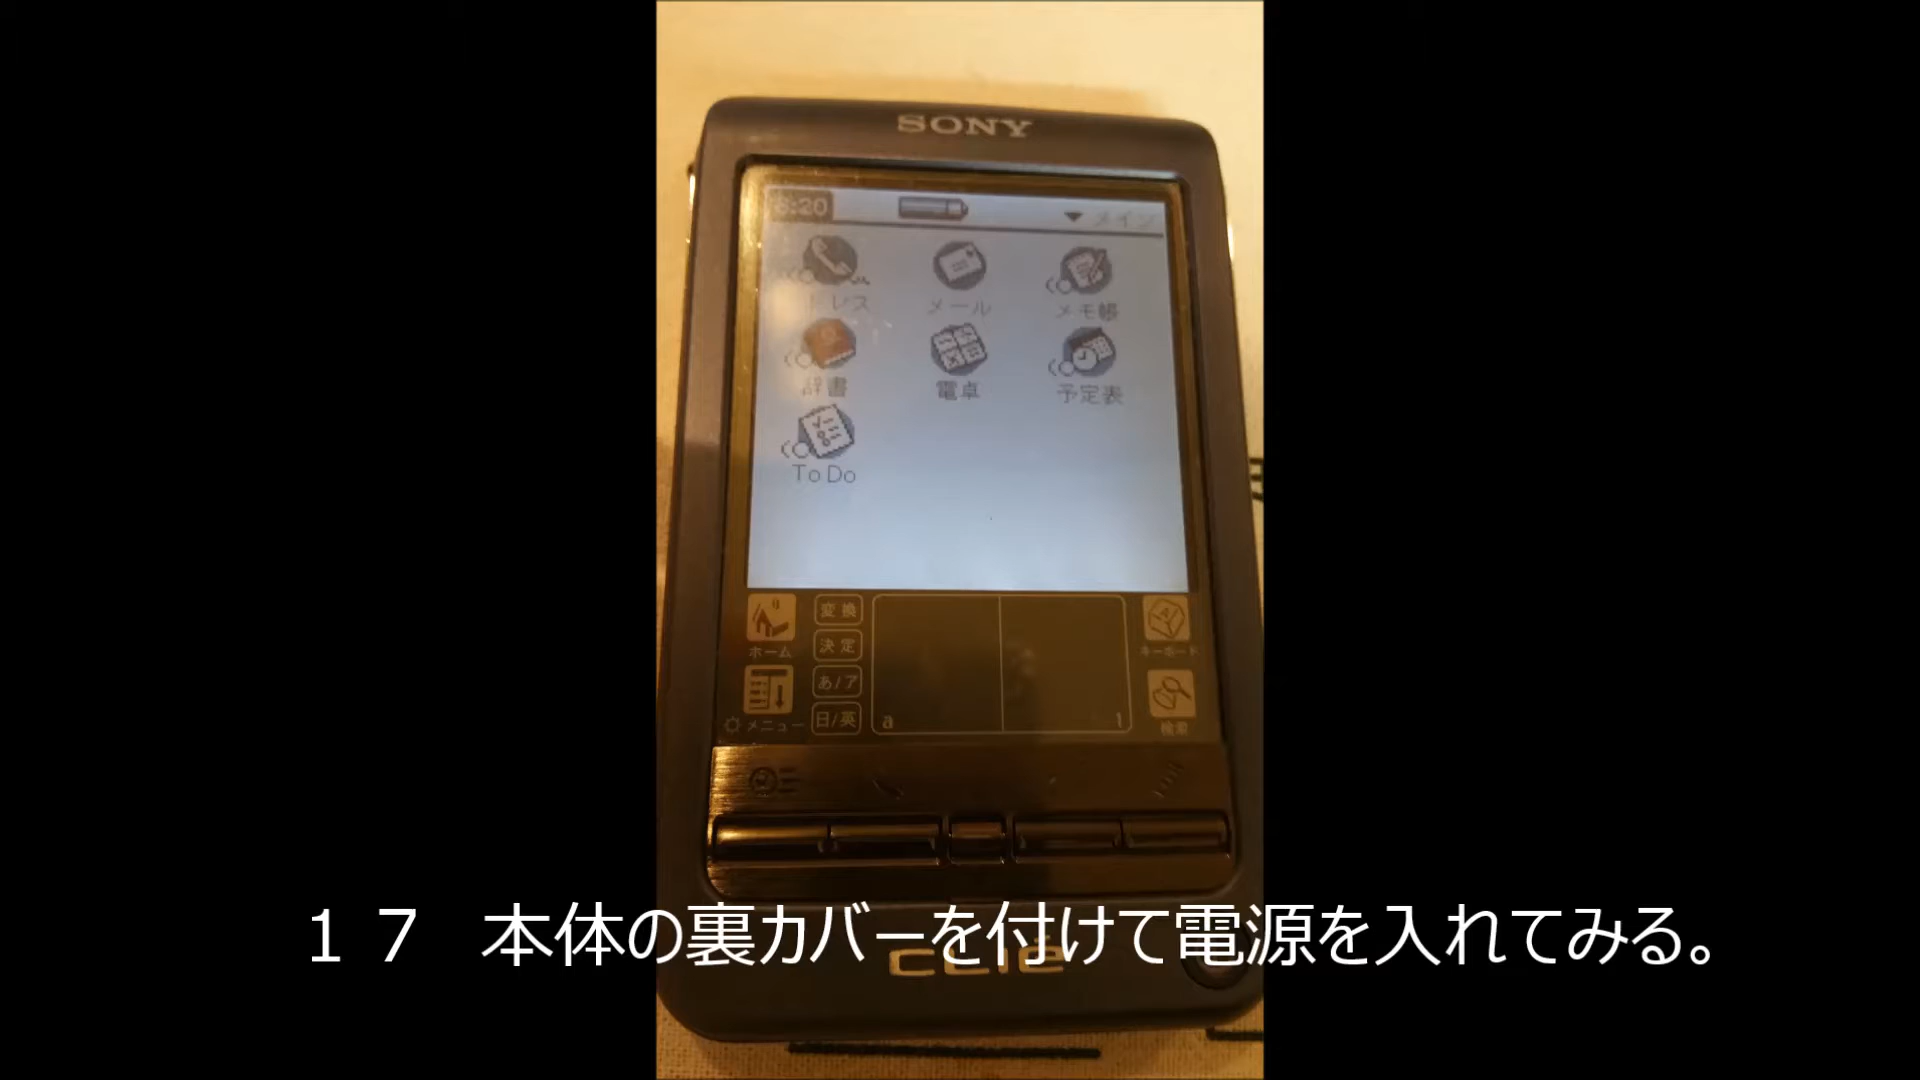 SONY
6:20
メイン
ドレス
メール
メモ帳
辞書
電卓
予定表
To Do
変換
ホーム
キーボード
決定
あ/ア
メニュー
日/英
a
1
検索
17 本体の裏カバーを付けて電源を入れてみる。
CLIÉ